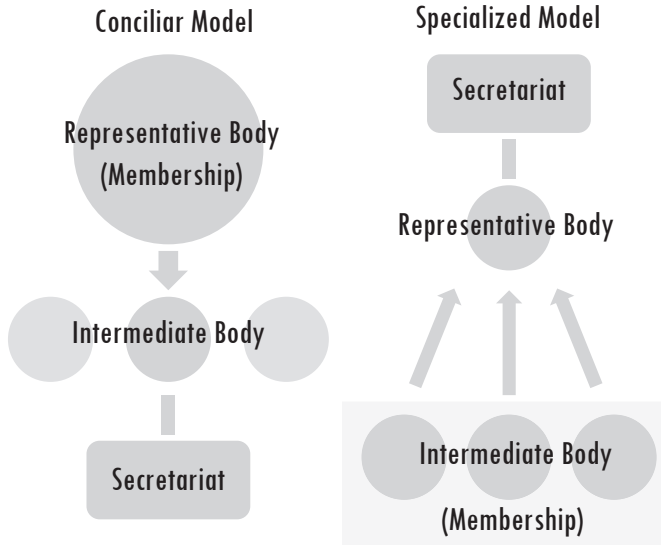 Conciliar Model
Representative Body
(Membership)
Intermediate Body
Secretariat
Specialized Model
Secretariat
Representative Body
Intermediate Body
(Membership)